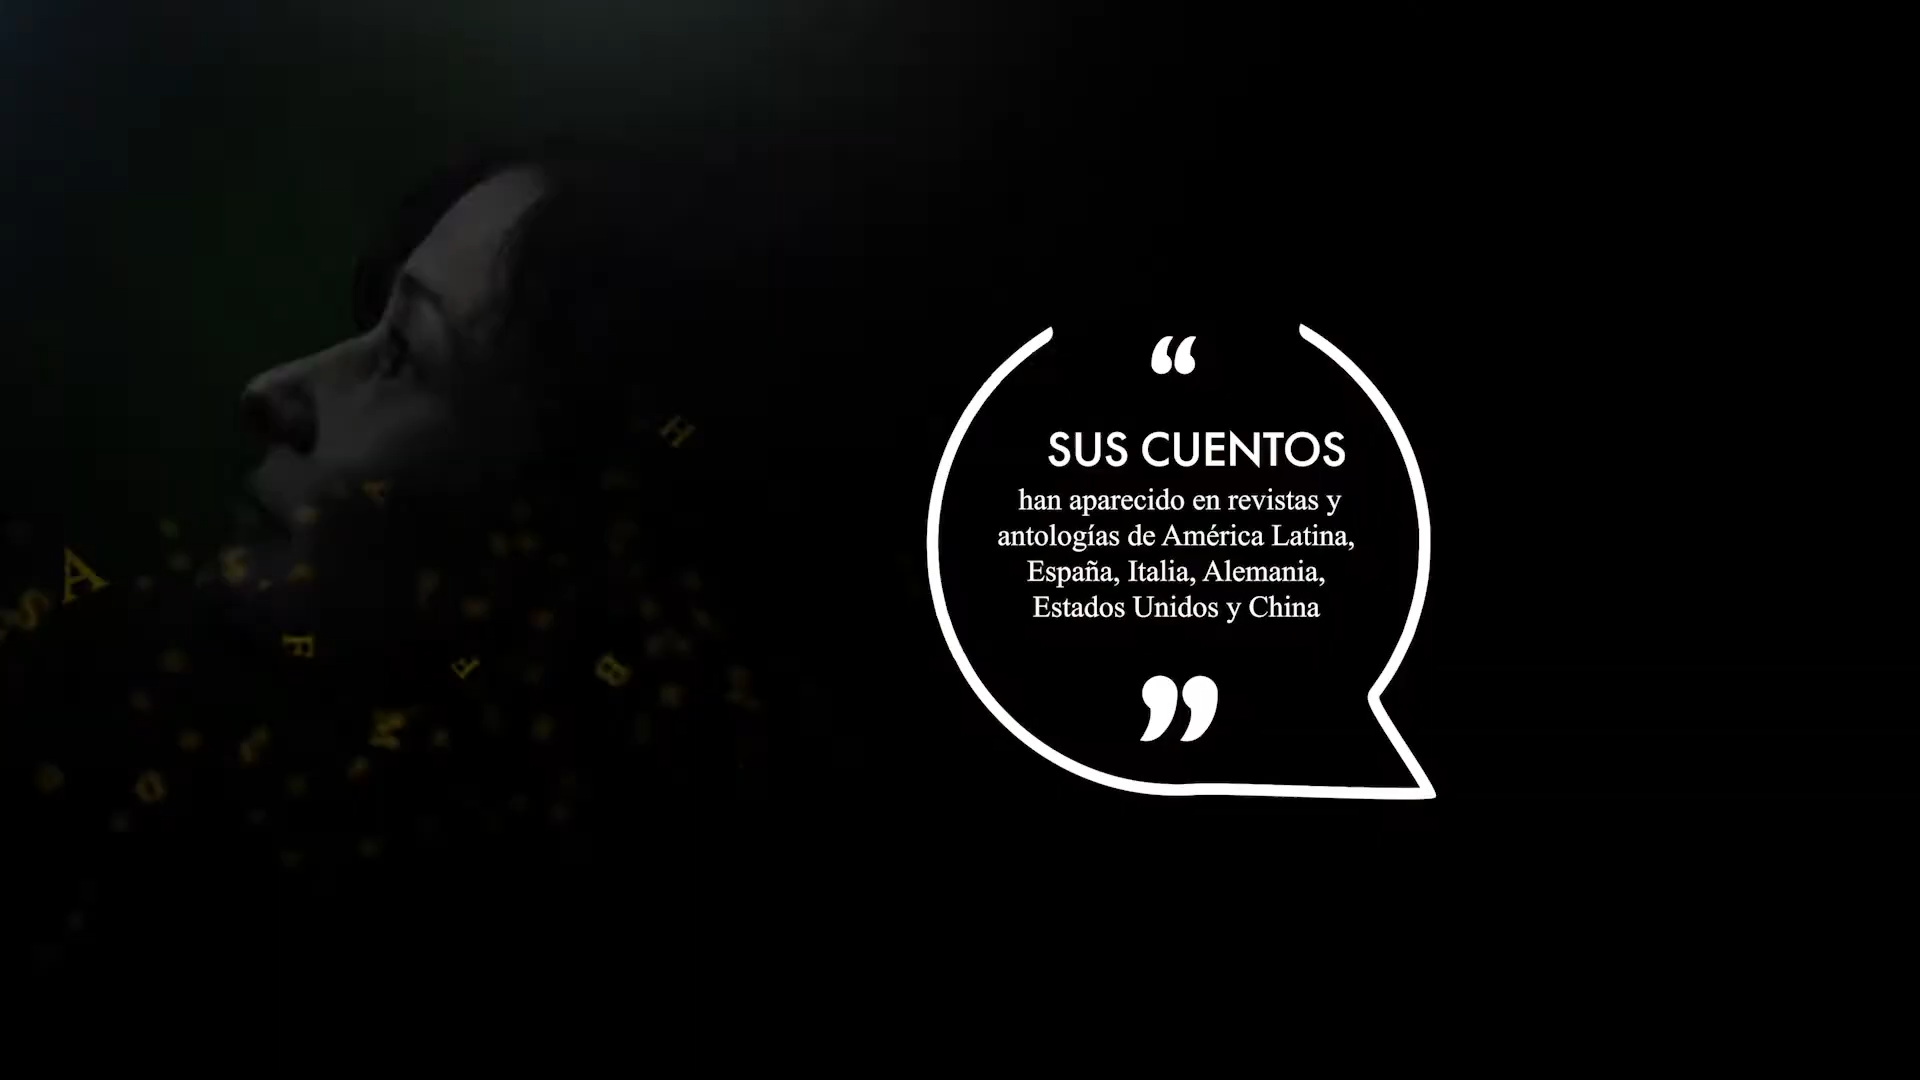 “
SUS CUENTOS
han aparecido en revistas y
antologías de América Latina,
España, Italia, Alemania,
Estados Unidos y China
”
H
A
A
S
F
F
B
M
O